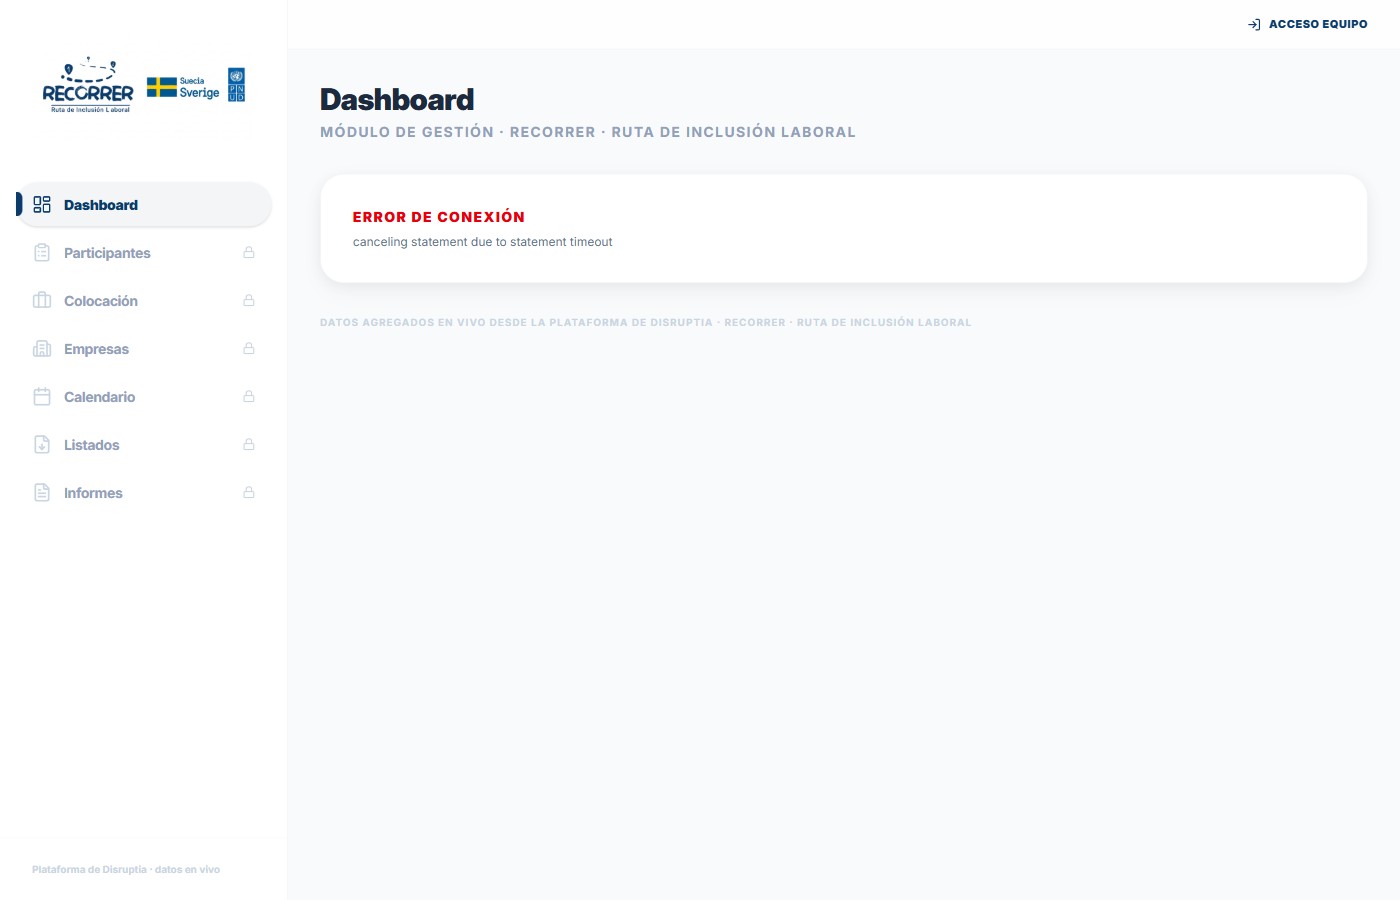 RECORRER
Ruta de Inclusión Laboral
Suecia
Sverige
P N
U D
ACCESO EQUIPO
Dashboard
Participantes
Colocación
Empresas
Calendario
Listados
Informes
Plataforma de Disruptia · datos en vivo
Dashboard
MÓDULO DE GESTIÓN · RECORRER · RUTA DE INCLUSIÓN LABORAL
ERROR DE CONEXIÓN
canceling statement due to statement timeout
DATOS AGREGADOS EN VIVO DESDE LA PLATAFORMA DE DISRUPTIA · RECORRER · RUTA DE INCLUSIÓN LABORAL